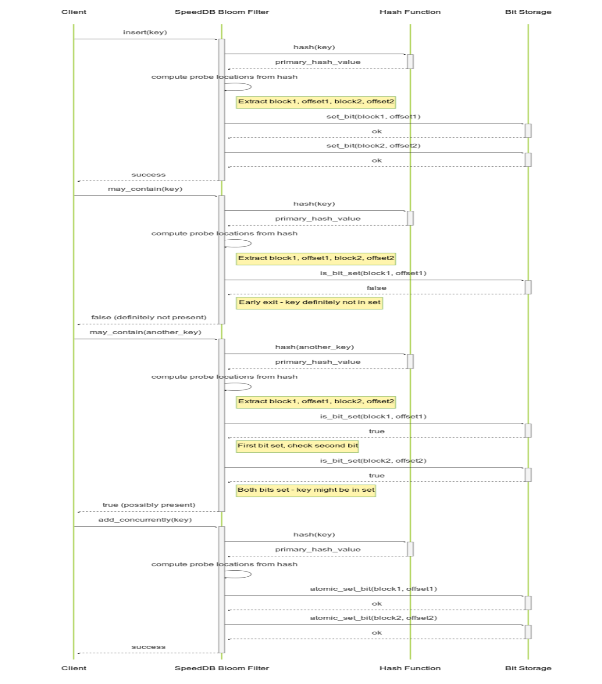 Client SpeedDB Bloom Filter Hash Function Bit Storage
insert(key)
hash(key)
primary_hash_value
compute probe locations from hash
Extract block1, offset1, block2, offset2
set_bit(block1, offset1)
ok
set_bit(block2, offset2)
ok
success
may_contain(key)
hash(key)
primary_hash_value
compute probe locations from hash
Extract block1, offset1, block2, offset2
is_bit_set(block1, offset1)
false
Early exit - key definitely not in set
false (definitely not present)
may_contain(another_key)
hash(another_key)
primary_hash_value
compute probe locations from hash
Extract block1, offset1, block2, offset2
is_bit_set(block1, offset1)
true
First bit set, check second bit
is_bit_set(block2, offset2)
true
Both bits set - key might be in set
true (possibly present)
add_concurrently(key)
hash(key)
primary_hash_value
compute probe locations from hash
atomic_set_bit(block1, offset1)
ok
atomic_set_bit(block2, offset2)
ok
success
Client SpeedDB Bloom Filter Hash Function Bit Storage